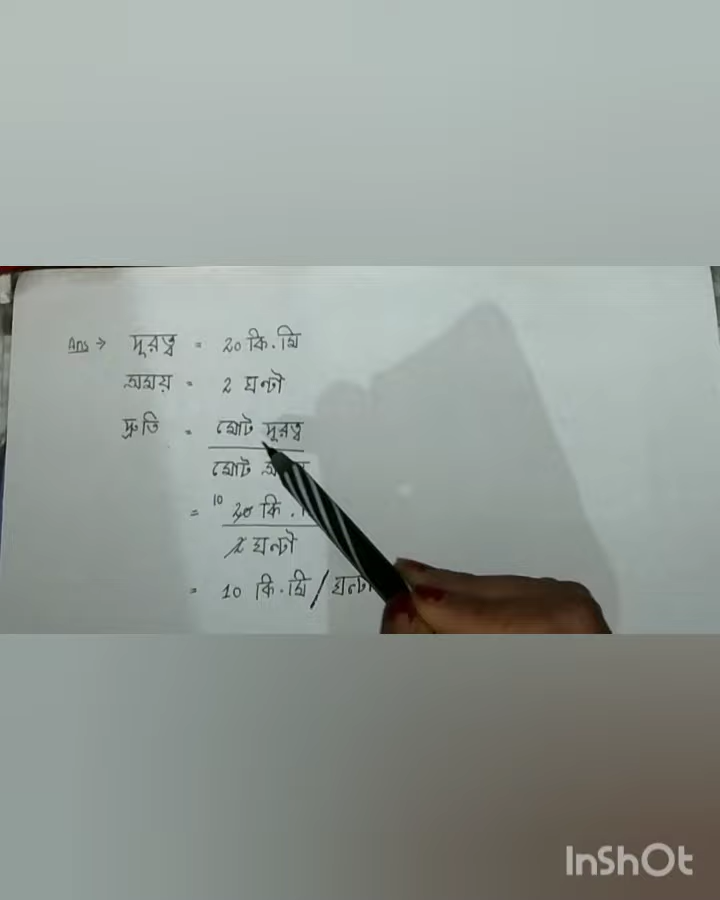 Ans → দূরত্ব = 20 কি.মি
সময় = 2 ঘন্টা
দ্রুতি = মোট দূরত্ব
মোট
= 10 20 কি.
2 ঘন্টা
= 10 কি.মি / ঘন্টা
InShOt